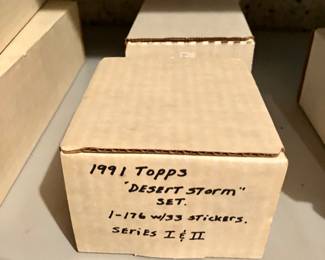 1991 TOPPS
"DESERT STORM"
SET.
1-176 W/33 STICKERS.
SERIES I & II